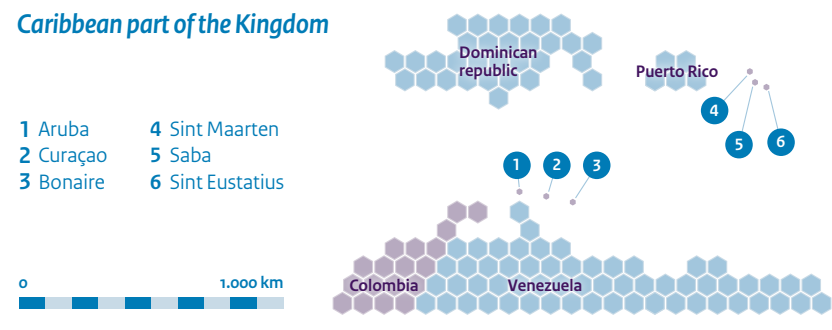 Caribbean part of the Kingdom
1 Aruba
2 Curaçao
3 Bonaire
4 Sint Maarten
5 Saba
6 Sint Eustatius
0 1.000 km
Dominican
republic
Puerto Rico
4
5
6
1
2
3
Colombia
Venezuela